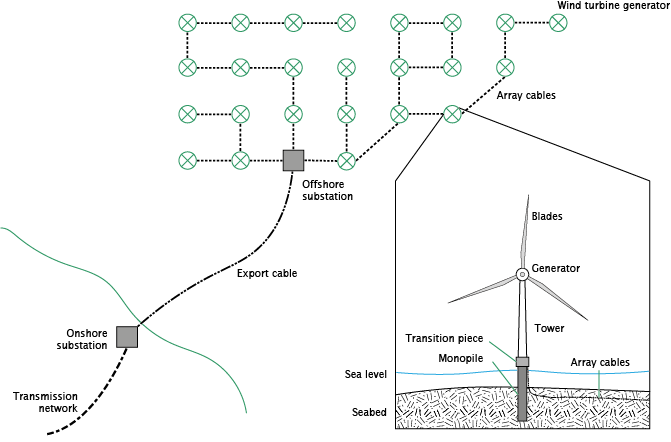 Wind turbine generator
Array cables
Offshore
substation
Export cable
Onshore
substation
Transmission
network
Blades
Generator
Tower
Transition piece
Monopile
Array cables
Sea level
Seabed